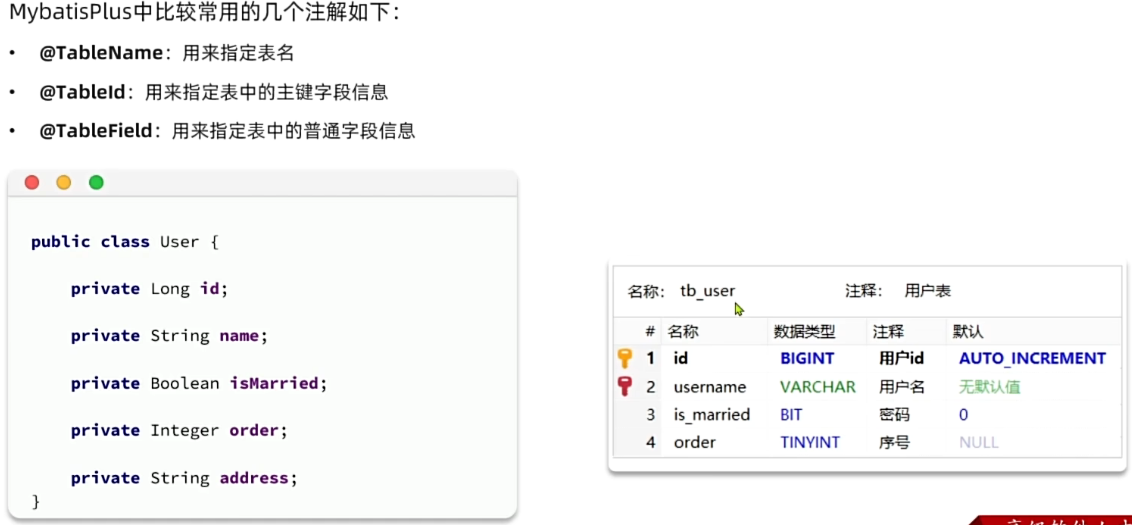 MybatisPlus中比较常用的几个注解如下：
• @TableName：用来指定表名
• @TableId：用来指定表中的主键字段信息
• @TableField：用来指定表中的普通字段信息
public class User {
private Long id;
private String name;
private Boolean isMarried;
private Integer order;
private String address;
}
名称： tb_user 注释： 用户表
# 名称 数据类型 注释 默认
1 id BIGINT 用户id AUTO_INCREMENT
2 username VARCHAR 用户名 无默认值
3 is_married BIT 密码 0
4 order TINYINT 序号 NULL